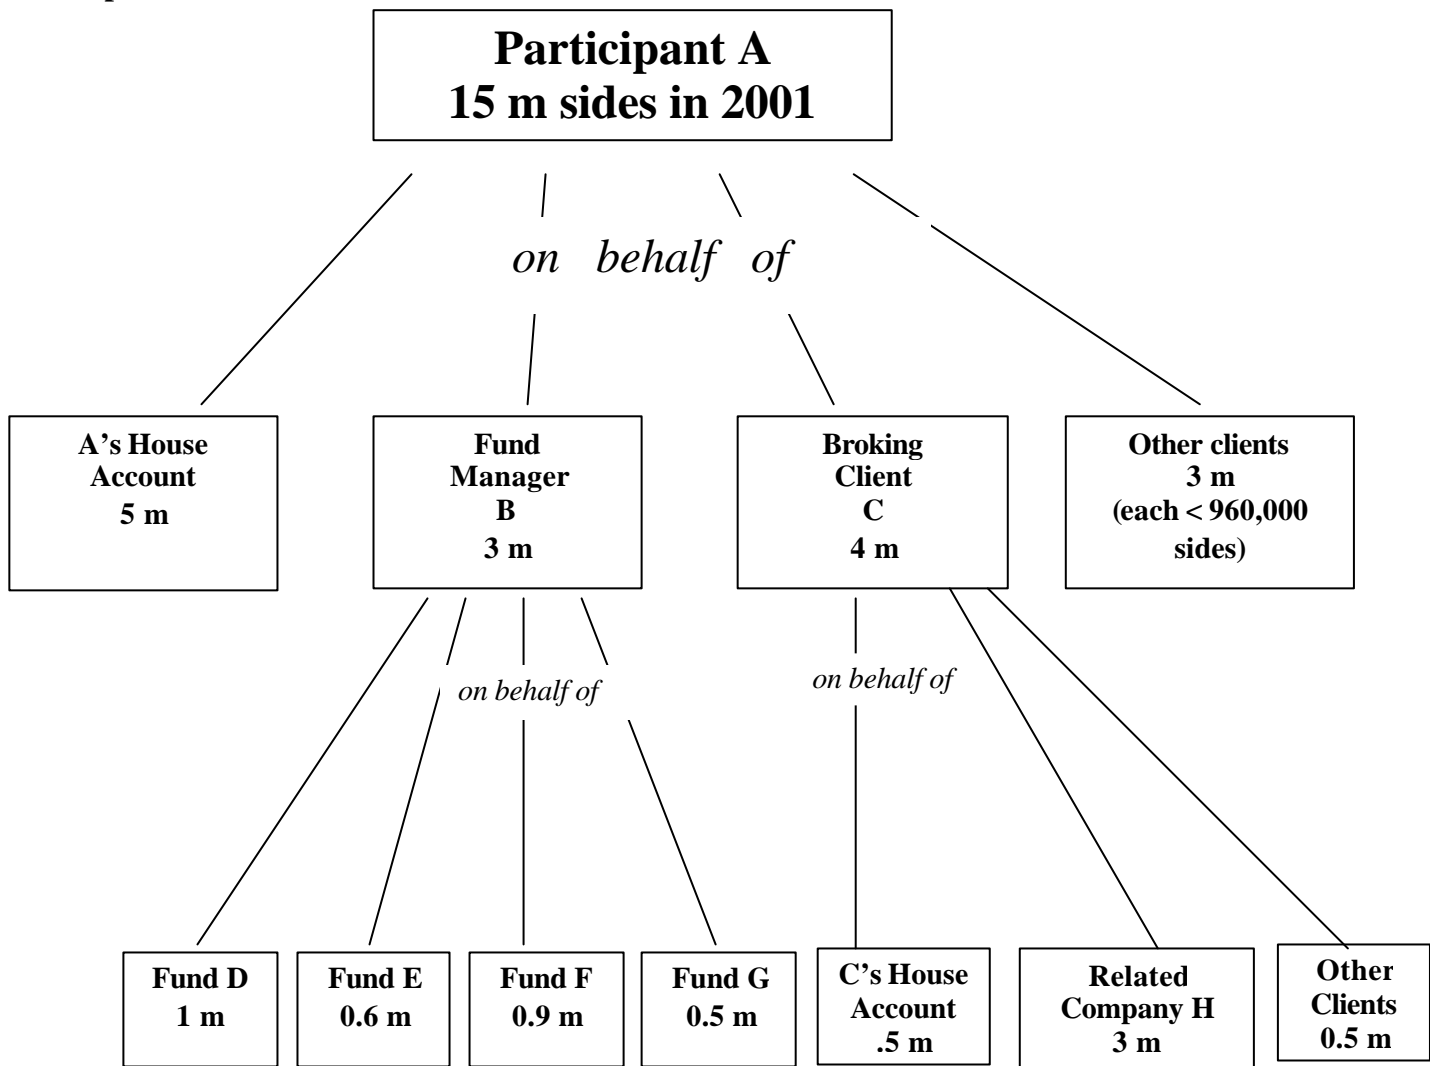 Participant A
15 m sides in 2001
on behalf of
A’s House
Account
5 m
Fund
Manager
B
3 m
Broking
Client
C
4 m
Other clients
3 m
(each < 960,000
sides)
on behalf of
on behalf of
Fund D
1 m
Fund E
0.6 m
Fund F
0.9 m
Fund G
0.5 m
C’s House
Account
.5 m
Related
Company H
3 m
Other
Clients
0.5 m